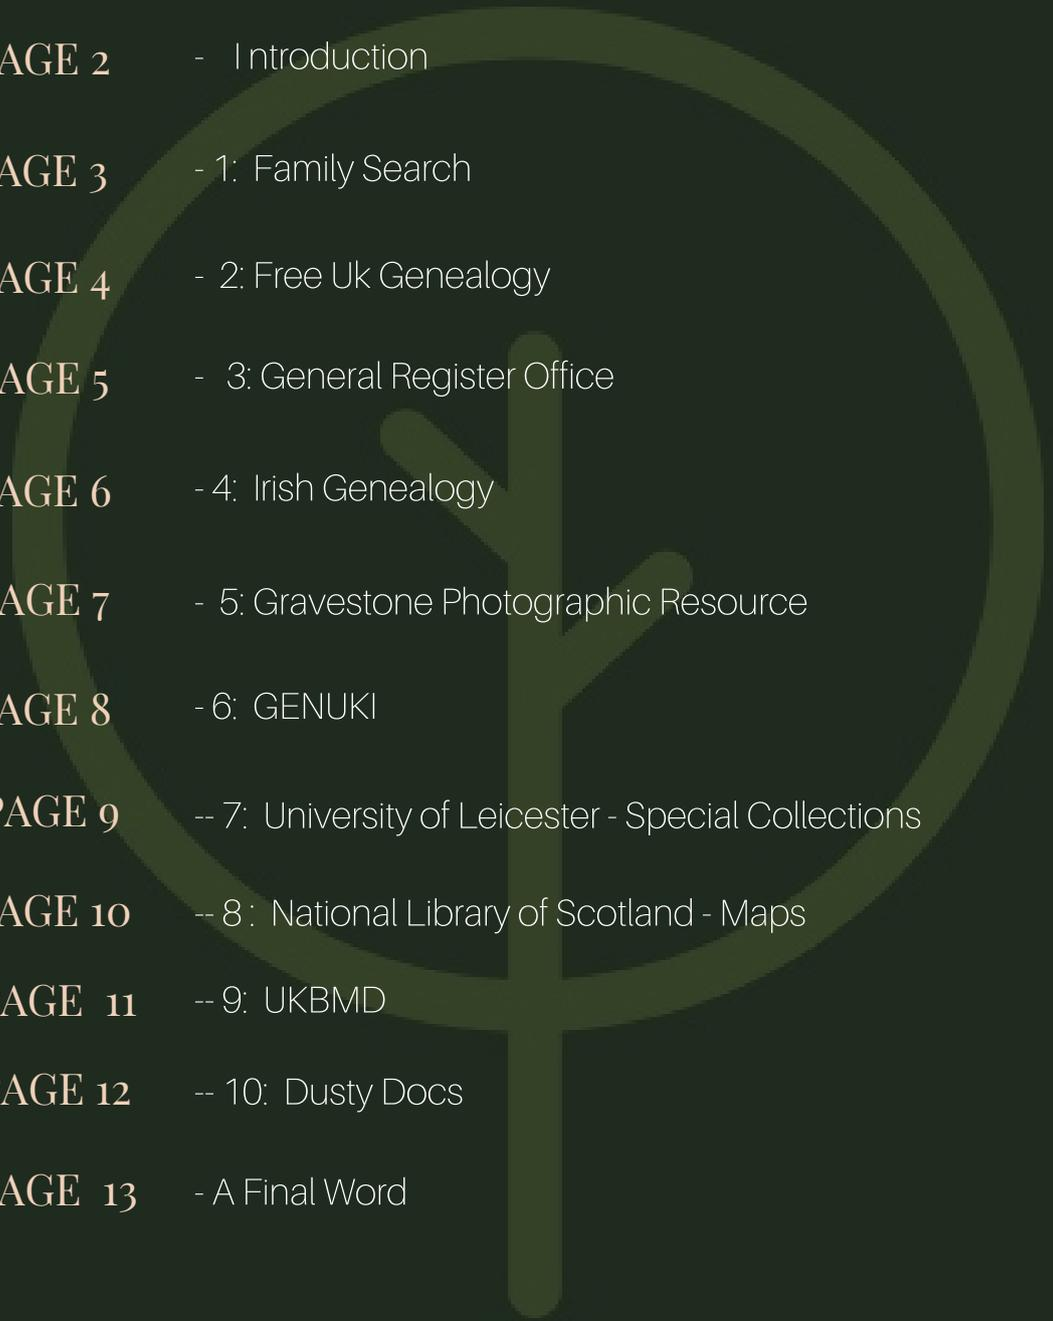 AGE 2 - I ntroduction
AGE 3 - 1: Family Search
AGE 4 - 2: Free Uk Genealogy
AGE 5 - 3: General Register Office
AGE 6 - 4: Irish Genealogy
AGE 7 - 5: Gravestone Photographic Resource
AGE 8 - 6: GENUKI
PAGE 9 -- 7: University of Leicester - Special Collections
AGE 10 -- 8 : National Library of Scotland - Maps
AGE 11 -- 9: UKBMD
AGE 12 -- 10: Dusty Docs
AGE 13 - A Final Word